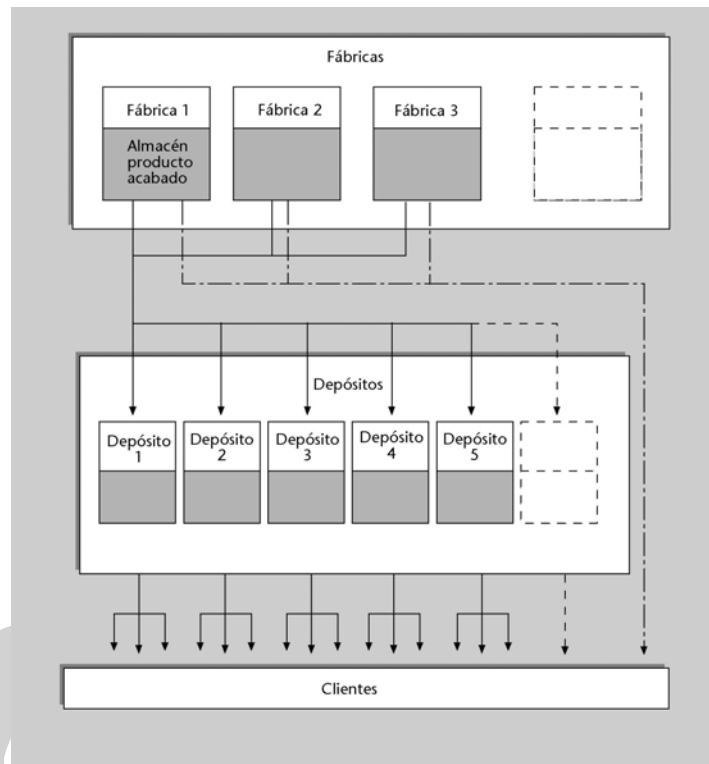 Fábricas
Fábrica 1
Fábrica 2
Fábrica 3
Almacén
producto
acabado
Depósitos
Depósito
1
Depósito
2
Depósito
3
Depósito
4
Depósito
5
Clientes